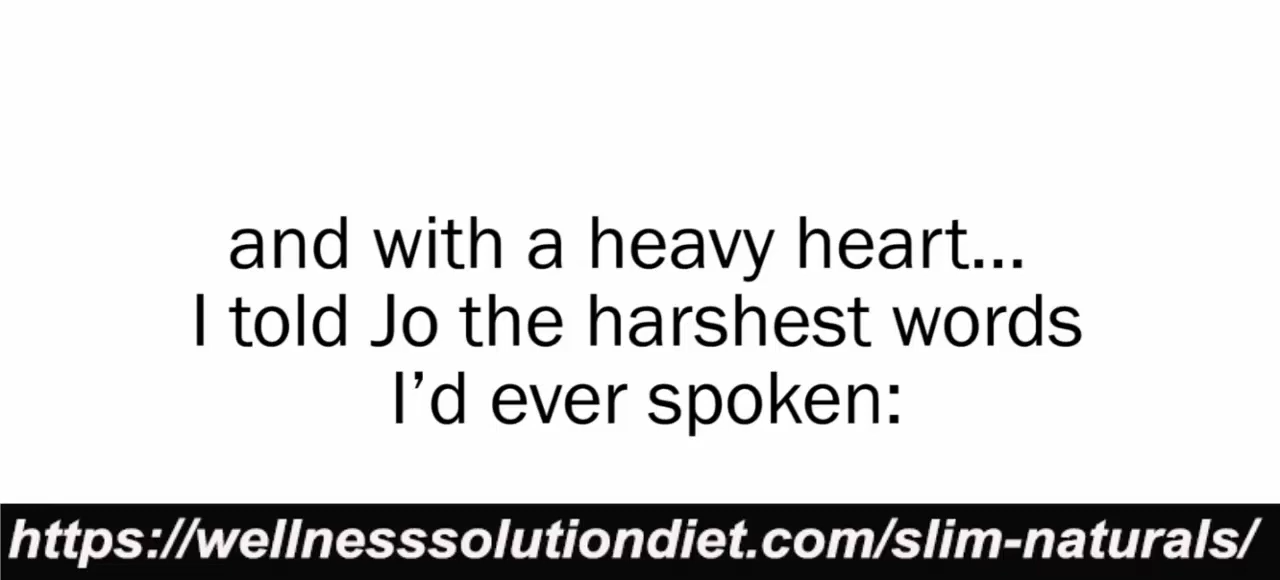 and with a heavy heart...
I told Jo the harshest words
I’d ever spoken:
https://wellnesssolutiondiet.com/slim-naturals/